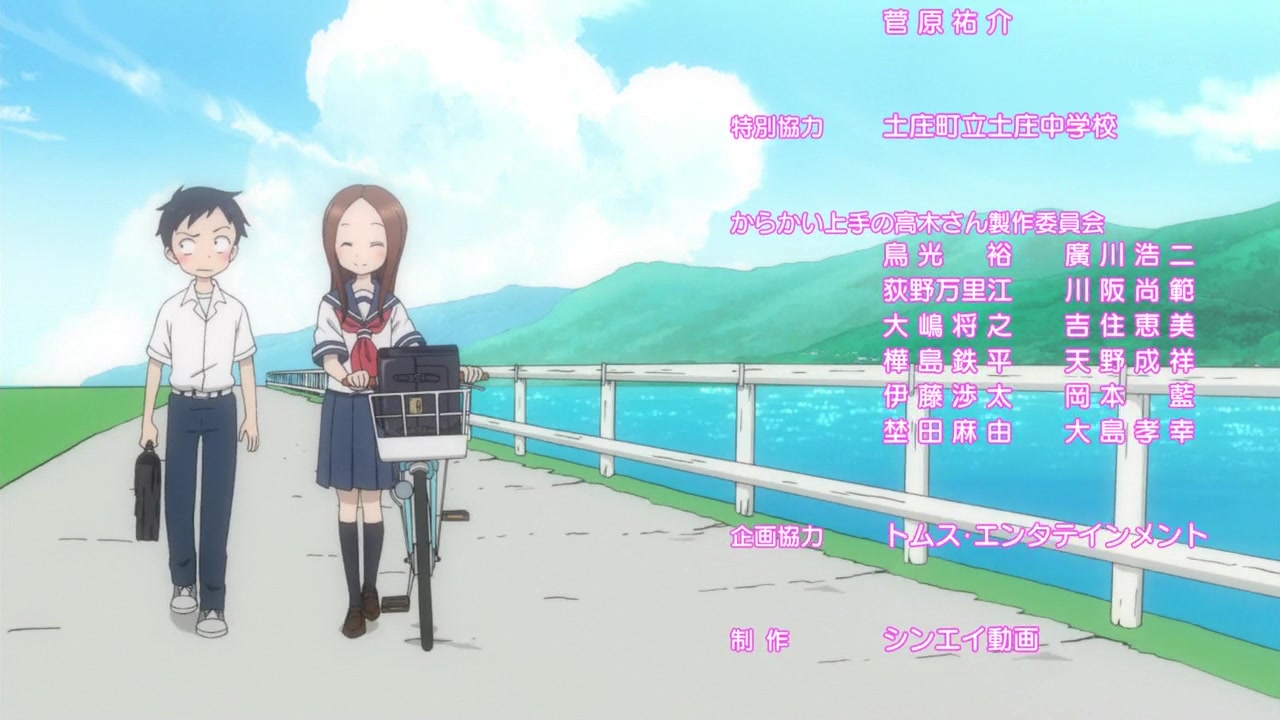 菅原祐介
特別協力 土庄町立土庄中学校
からかい上手の高木さん製作委員会
鳥光 裕 廣川浩二
荻野万里江 川阪尚範
大嶋将之 吉住恵美
樺島鉄平 天野成祥
伊藤渉太 岡本 藍
埜田麻由 大島孝幸
企画協力 トムス・エンタテインメント
制作 シンエイ動画